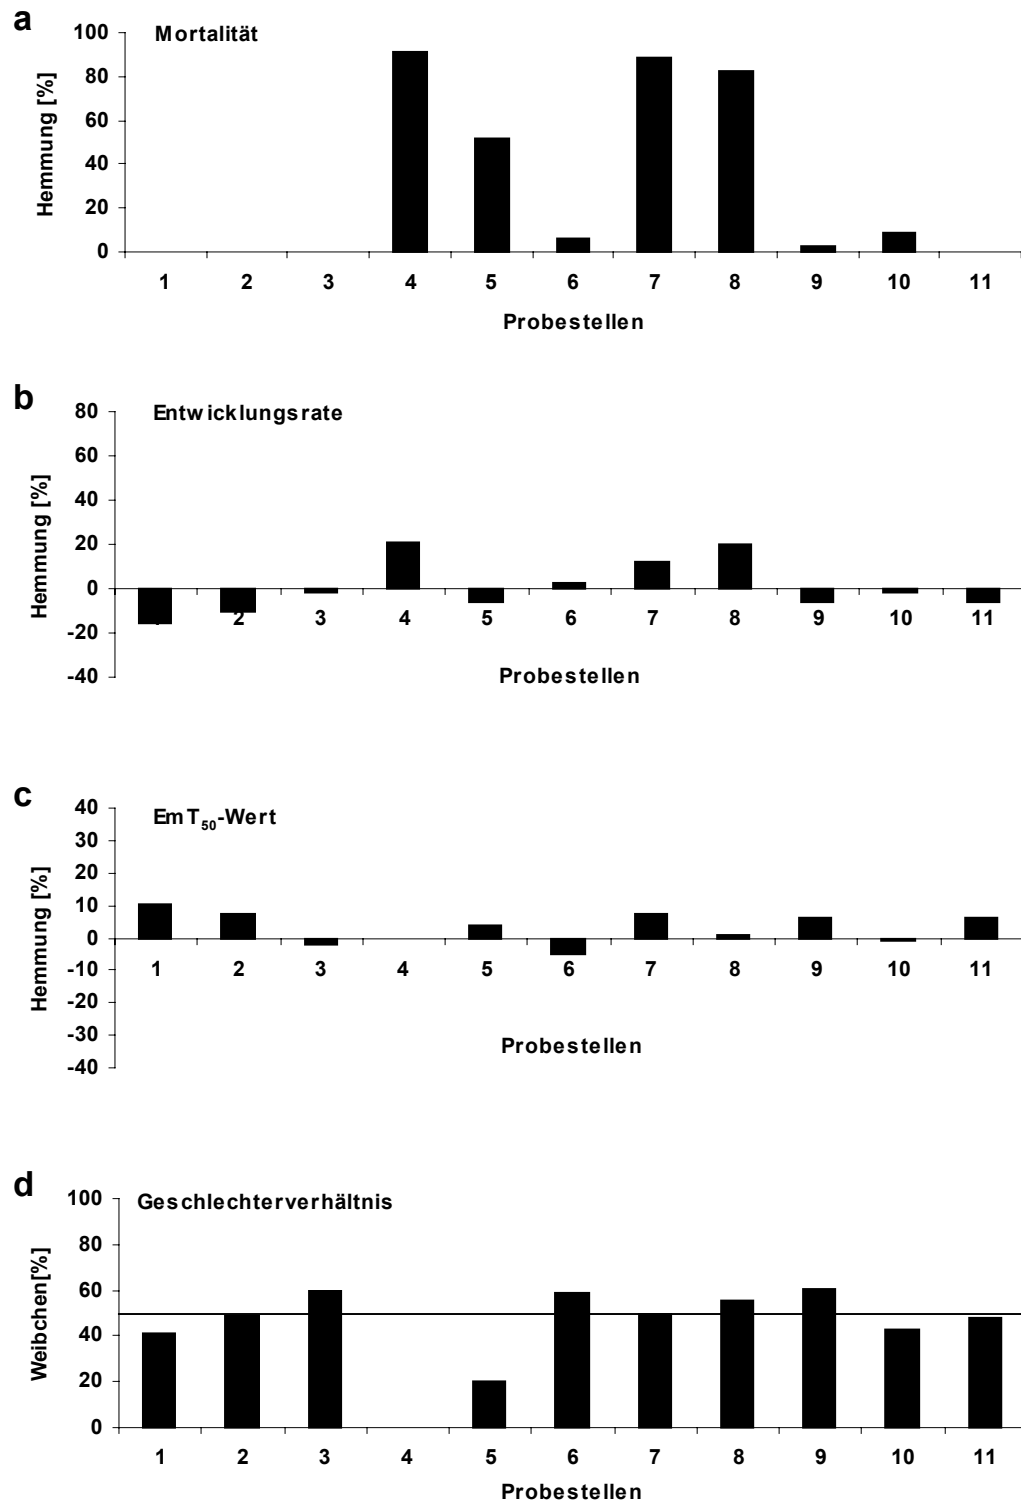 a
Mortalität
Hemmung [%]
100
80
60
40
20
0
1 2 3 4 5 6 7 8 9 10 11
Probestellen
b
Entwicklungsrate
Hemmung [%]
80
60
40
20
0
-20
-40
1 2 3 4 5 6 7 8 9 10 11
Probestellen
c
EmT50-Wert
Hemmung [%]
40
30
20
10
0
-10
-20
-30
-40
1 2 3 4 5 6 7 8 9 10 11
Probestellen
d
Geschlechterverhältnis
Weibchen[%]
100
80
60
40
20
0
1 2 3 4 5 6 7 8 9 10 11
Probestellen